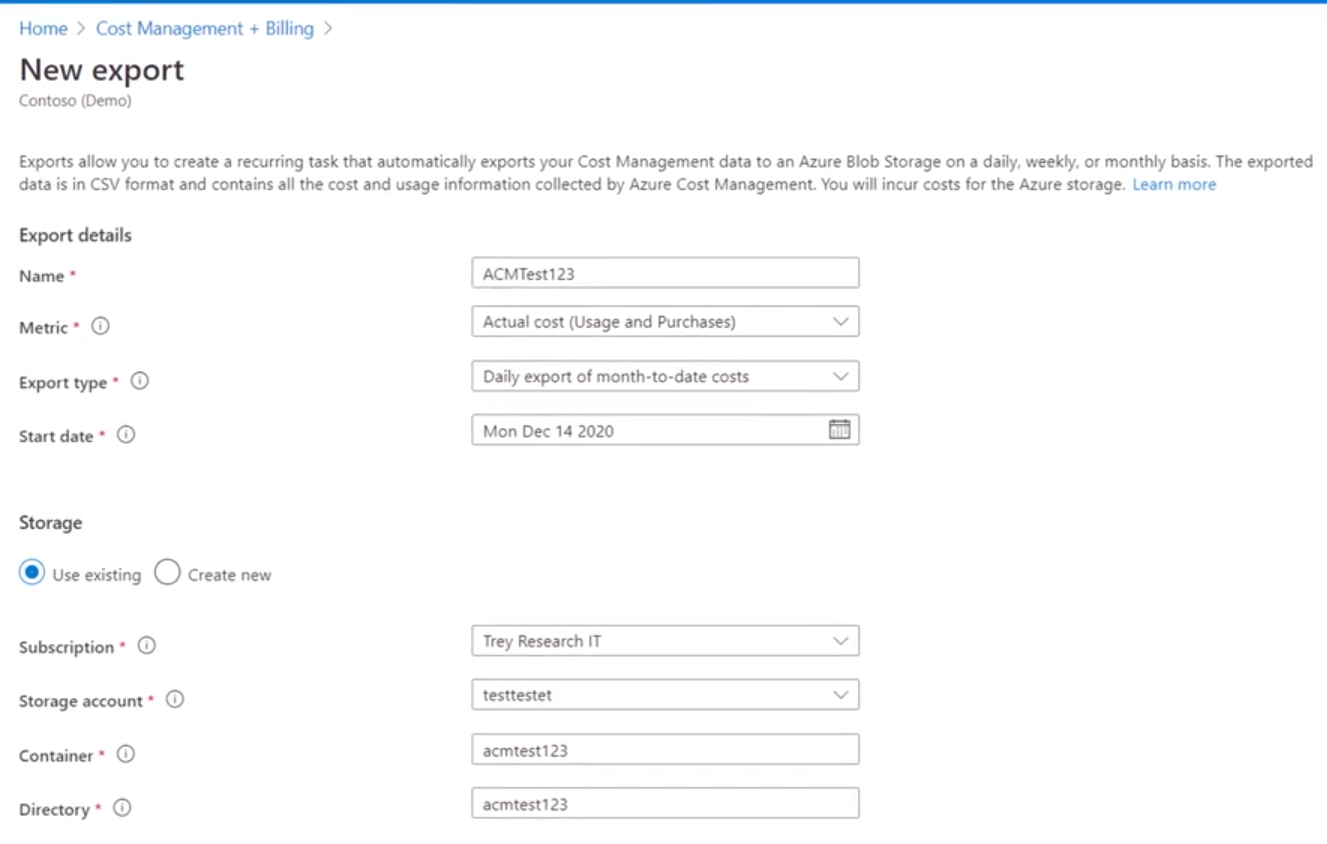 Home > Cost Management + Billing >
New export
Contoso (Demo)
Exports allow you to create a recurring task that automatically exports your Cost Management data to an Azure Blob Storage on a daily, weekly, or monthly basis. The exported
data is in CSV format and contains all the cost and usage information collected by Azure Cost Management. You will incur costs for the Azure storage. Learn more
Export details
Name * ACMTest123
Metric * Actual cost (Usage and Purchases)
Export type * Daily export of month-to-date costs
Start date * Mon Dec 14 2020
Storage
Use existing Create new
Subscription * Trey Research IT
Storage account * testtestet
Container * acmtest123
Directory * acmtest123